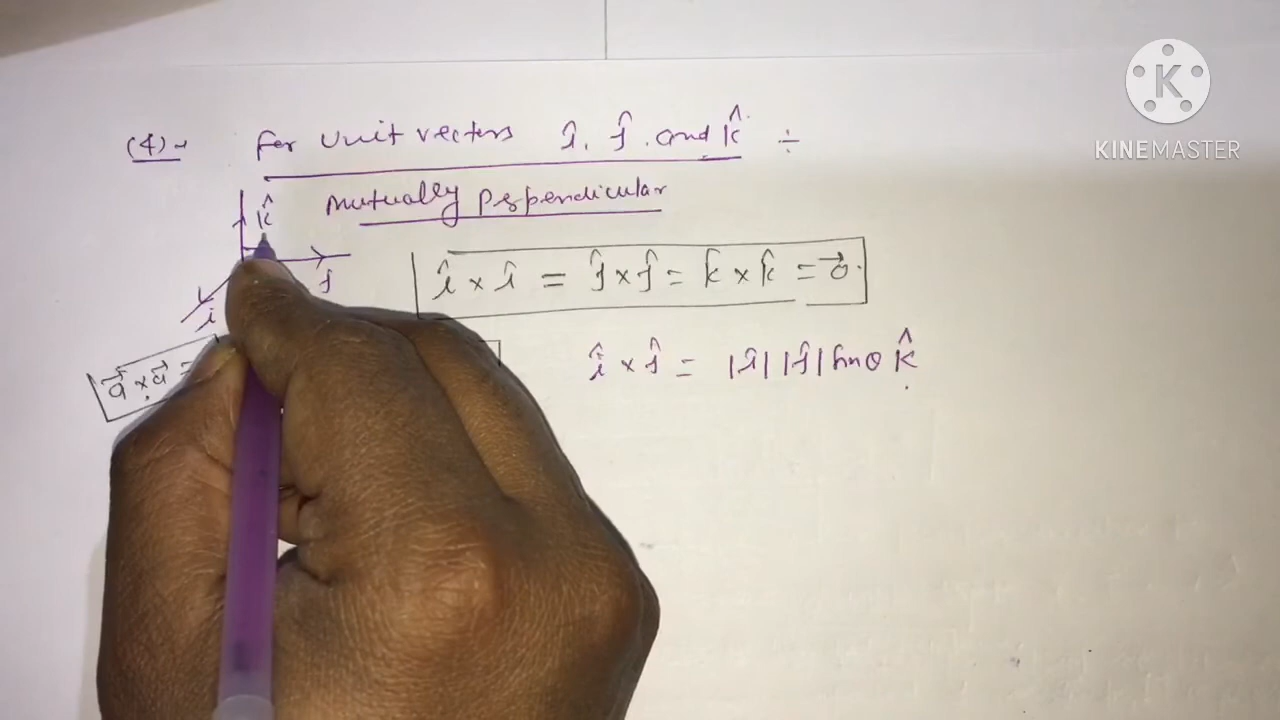 (4) For Unit vectors î, ĵ. and k̂ ÷
Mutually Perpendicular
k̂
ĵ
î
î × î = ĵ × ĵ = k̂ × k̂ = 0⃗.
a⃗ × a⃗ =
î × ĵ = |î| |ĵ| sinθ k̂
K
KINEMASTER